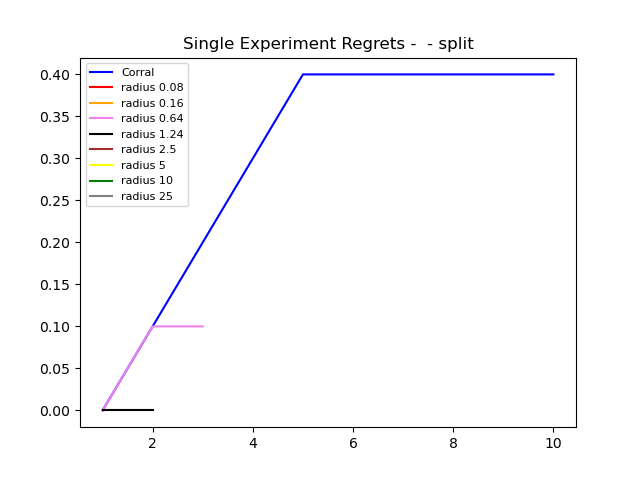 Single Experiment Regrets -  - split
Corral
radius 0.08
radius 0.16
radius 0.64
radius 1.24
radius 2.5
radius 5
radius 10
radius 25
0.40
0.35
0.30
0.25
0.20
0.15
0.10
0.05
0.00
2 4 6 8 10